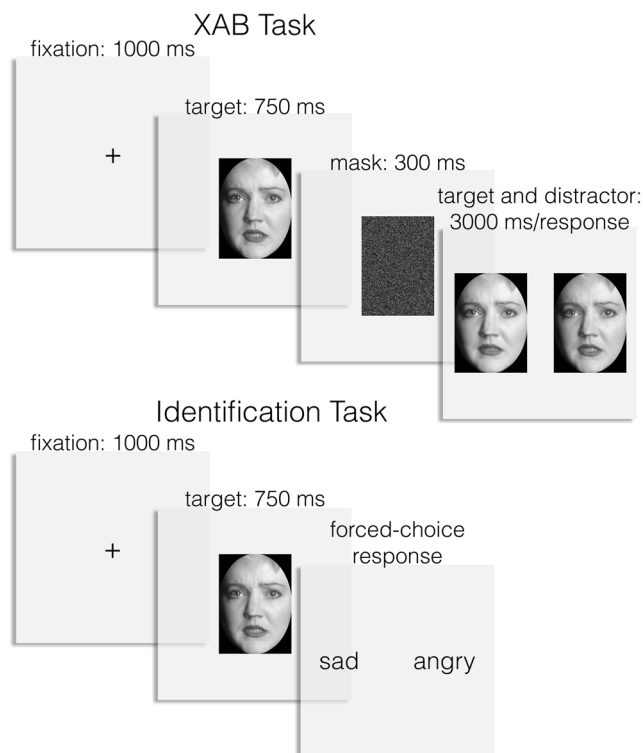 XAB Task
fixation: 1000 ms
+
target: 750 ms
mask: 300 ms
target and distractor:
3000 ms/response
Identification Task
fixation: 1000 ms
+
target: 750 ms
forced-choice
response
sad angry